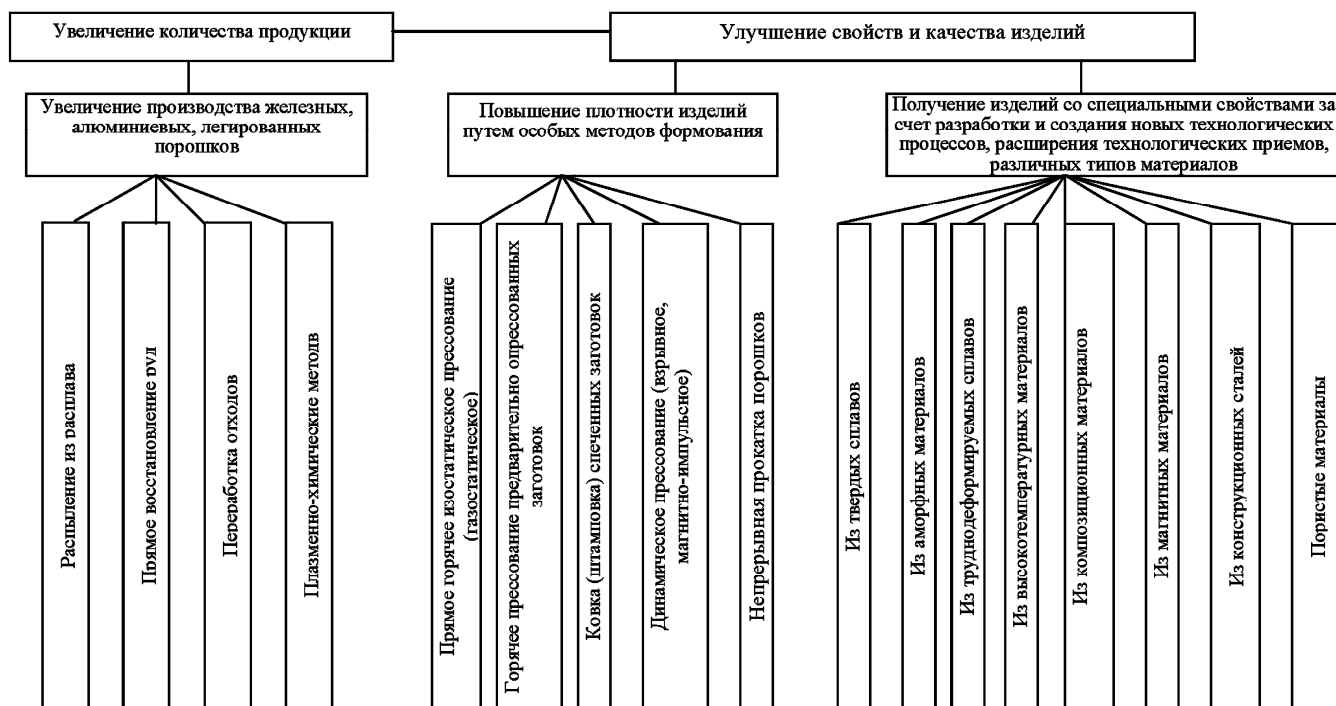 Увеличение количества продукции
Улучшение свойств и качества изделий
Увеличение производства железных,
алюминиевых, легированных
порошков
Повышение плотности изделий
путем особых методов формования
Получение изделий со специальными свойствами за
счет разработки и создания новых технологических
процессов, расширения технологических приемов,
различных типов материалов
Распыление из расплава
Прямое восстановление руд
Переработка отходов
Плазменно-химические методв
Прямое горячее изостатическое прессование
(газостатическое)
Горячее прессование предварительно опрессованных
заготовок
Ковка (штамповка) спеченных заготовок
Динамическое прессование (взрывное,
магнитно-импульсное)
Непрерывная прокатка порошков
Из твердых сплавов
Из аморфных материалов
Из труднодеформируемых сплавов
Из высокотемпературных материалов
Из композиционных материалов
Из магнитных материалов
Из конструкционных сталей
Пористые материалы